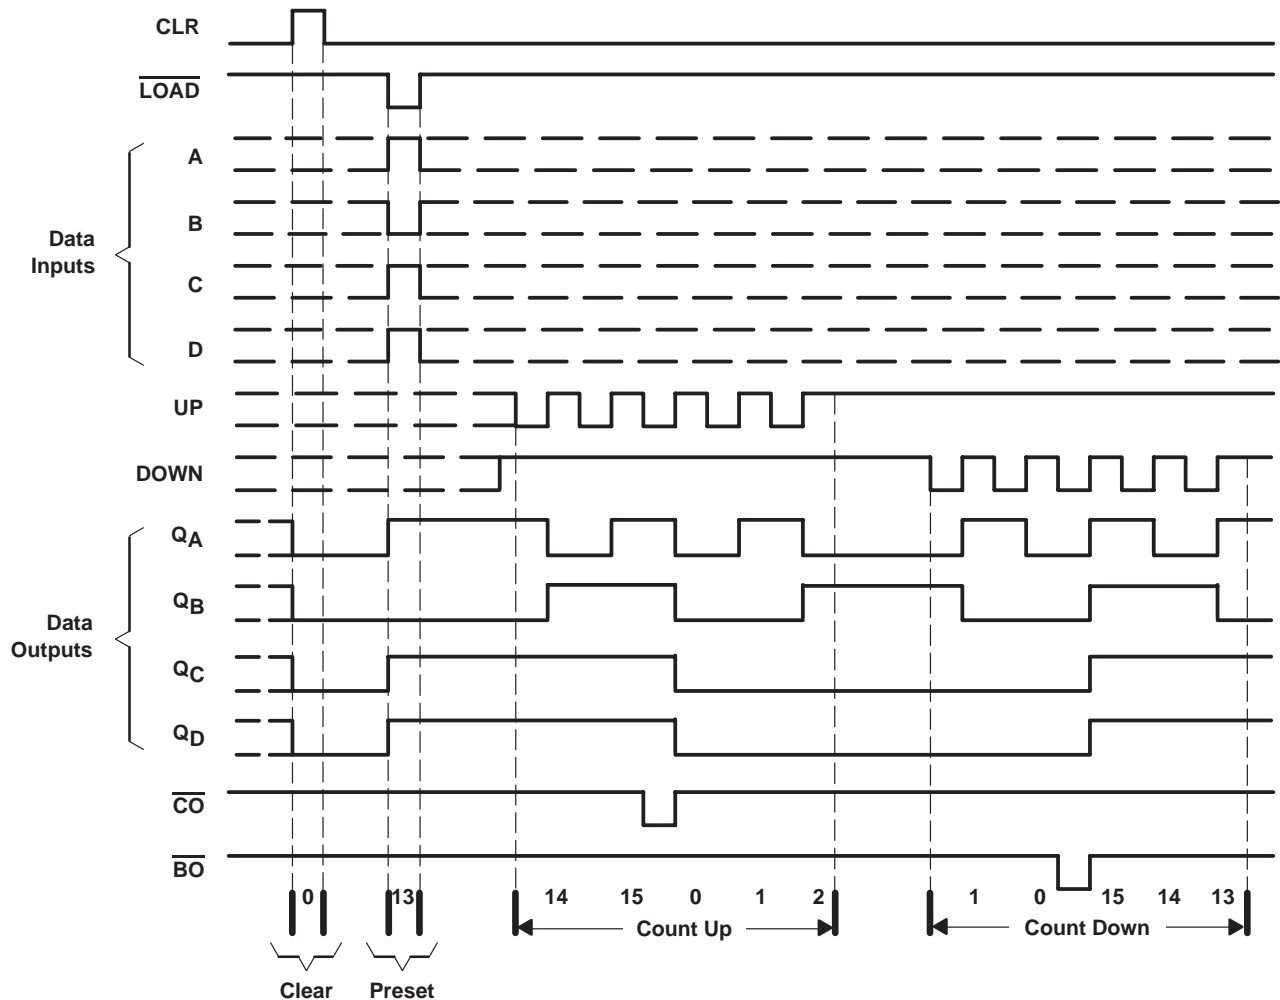 CLR
LOAD
A
B
Data
Inputs
C
D
UP
DOWN
QA
QB
Data
Outputs
QC
QD
CO
BO
0 13 14 15 0 1 2 1 0 15 14 13
Count Up Count Down
Clear Preset